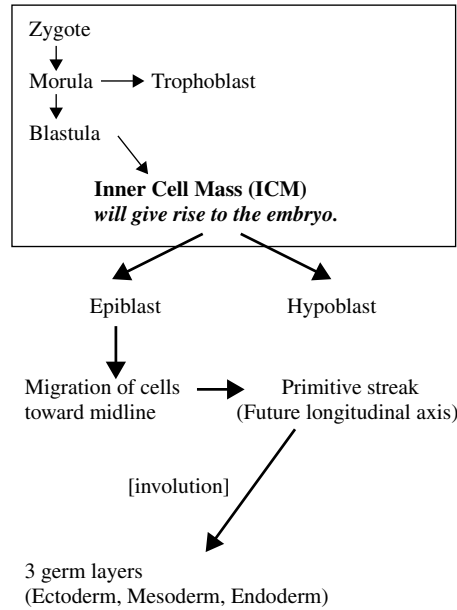 Zygote
Morula
Trophoblast
Blastula
Inner Cell Mass (ICM)
will give rise to the embryo.
Epiblast
Hypoblast
Migration of cells
toward midline
Primitive streak
(Future longitudinal axis)
[involution]
3 germ layers
(Ectoderm, Mesoderm, Endoderm)